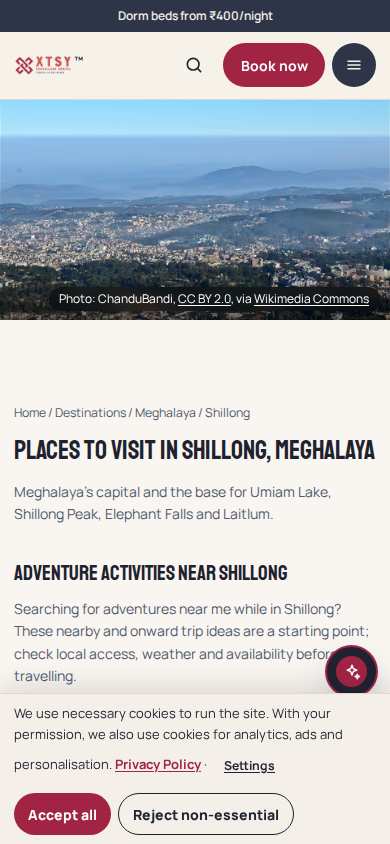 Dorm beds from ₹400/night
XTSY™
Book now
Photo: ChanduBandi, CC BY 2.0, via Wikimedia Commons
Home / Destinations / Meghalaya / Shillong
PLACES TO VISIT IN SHILLONG, MEGHALAYA
Meghalaya's capital and the base for Umiam Lake,
Shillong Peak, Elephant Falls and Laitlum.
ADVENTURE ACTIVITIES NEAR SHILLONG
Searching for adventures near me while in Shillong?
These nearby and onward trip ideas are a starting point;
check local access, weather and availability before
travelling.
We use necessary cookies to run the site. With your
permission, we also use cookies for analytics, ads and
personalisation. Privacy Policy · Settings
Accept all
Reject non-essential